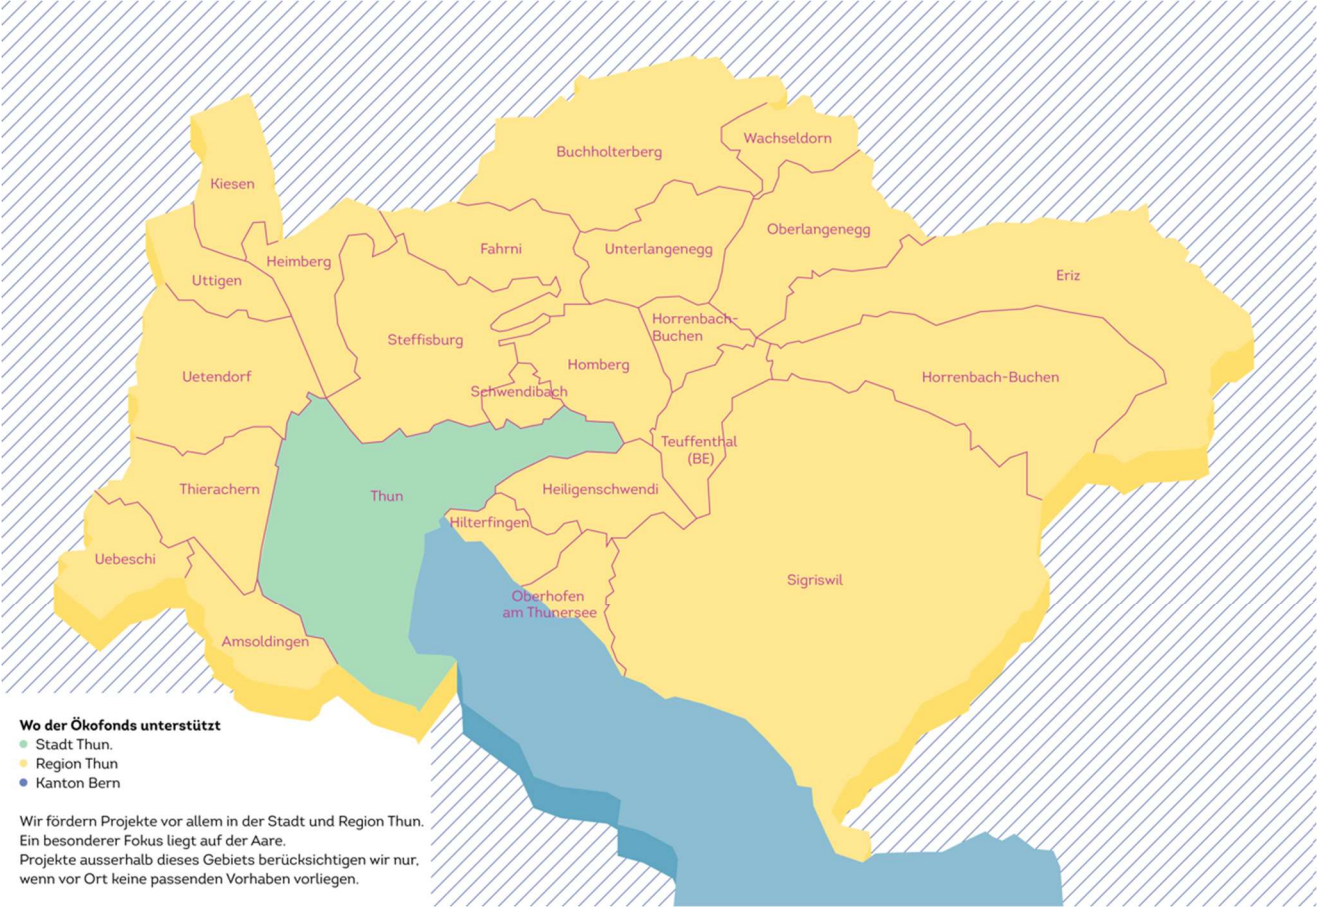 Wachseldorn
Buchholterberg
Kiesen
Oberlangenegg
Fahrni
Unterlangenegg
Heimberg
Eriz
Uttigen
Horrenbach-
Buchen
Steffisburg
Homberg
Uetendorf
Horrenbach-Buchen
Schwendibach
Teuffenthal
(BE)
Thierachern
Thun
Heiligenschwendi
Hilterfingen
Uebeschi
Sigriswil
Oberhofen
am Thunersee
Amsoldingen
Wo der Ökofonds unterstützt
Stadt Thun.
Region Thun
Kanton Bern
Wir fördern Projekte vor allem in der Stadt und Region Thun.
Ein besonderer Fokus liegt auf der Aare.
Projekte ausserhalb dieses Gebiets berücksichtigen wir nur,
wenn vor Ort keine passenden Vorhaben vorliegen.